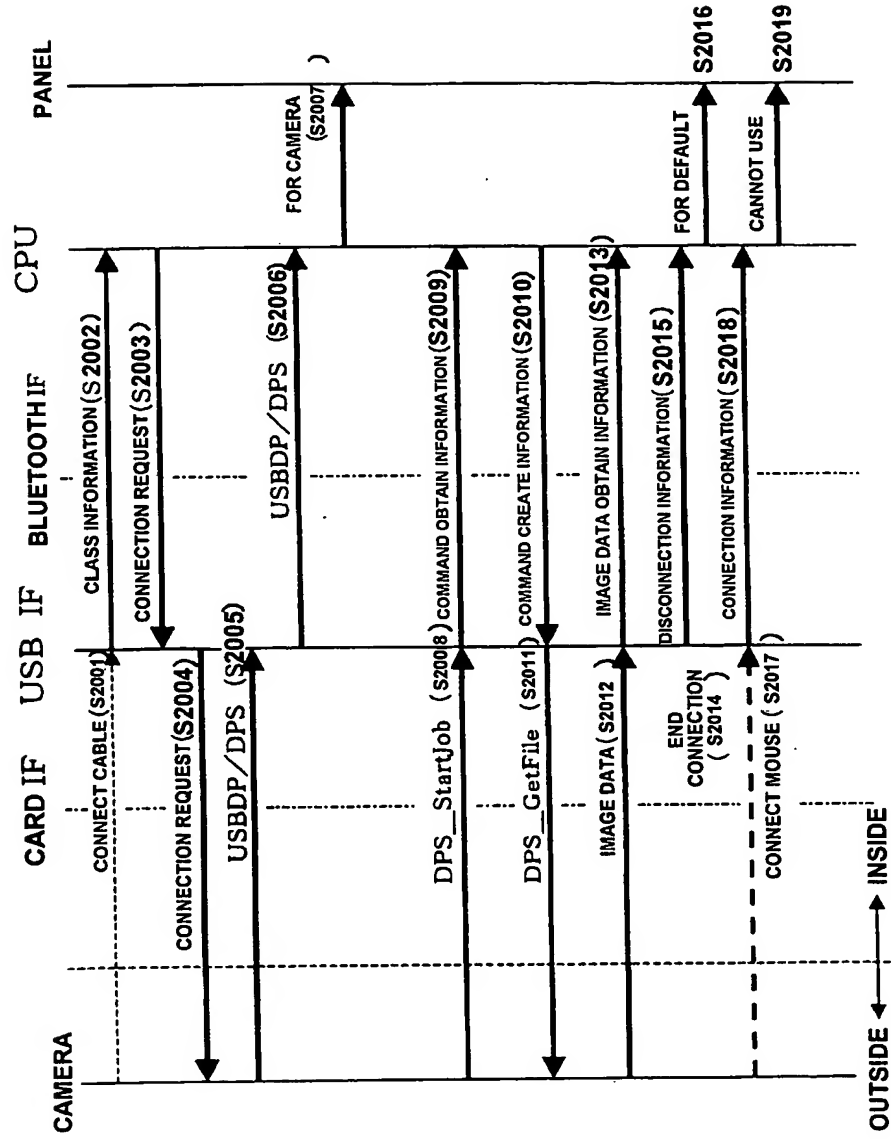 CAMERA
CARD IF
USB IF
BLUETOOTH IF
CPU
PANEL
CONNECT CABLE (S2001)
CLASS INFORMATION (S2002)
CONNECTION REQUEST (S2003)
CONNECTION REQUEST (S2004)
USBDP/DPS (S2005)
USBDP/DPS (S2006)
FOR CAMERA
(S2007 )
DPS_StartJob (S2008)
COMMAND OBTAIN INFORMATION (S2009)
COMMAND CREATE INFORMATION (S2010)
DPS_GetFile (S2011)
IMAGE DATA ( S2012 )
IMAGE DATA OBTAIN INFORMATION (S2013)
END
CONNECTION
( S2014 )
DISCONNECTION INFORMATION (S2015)
FOR DEFAULT
S2016
CONNECT MOUSE ( S2017 )
CONNECTION INFORMATION (S2018)
CANNOT USE
S2019
OUTSIDE
INSIDE